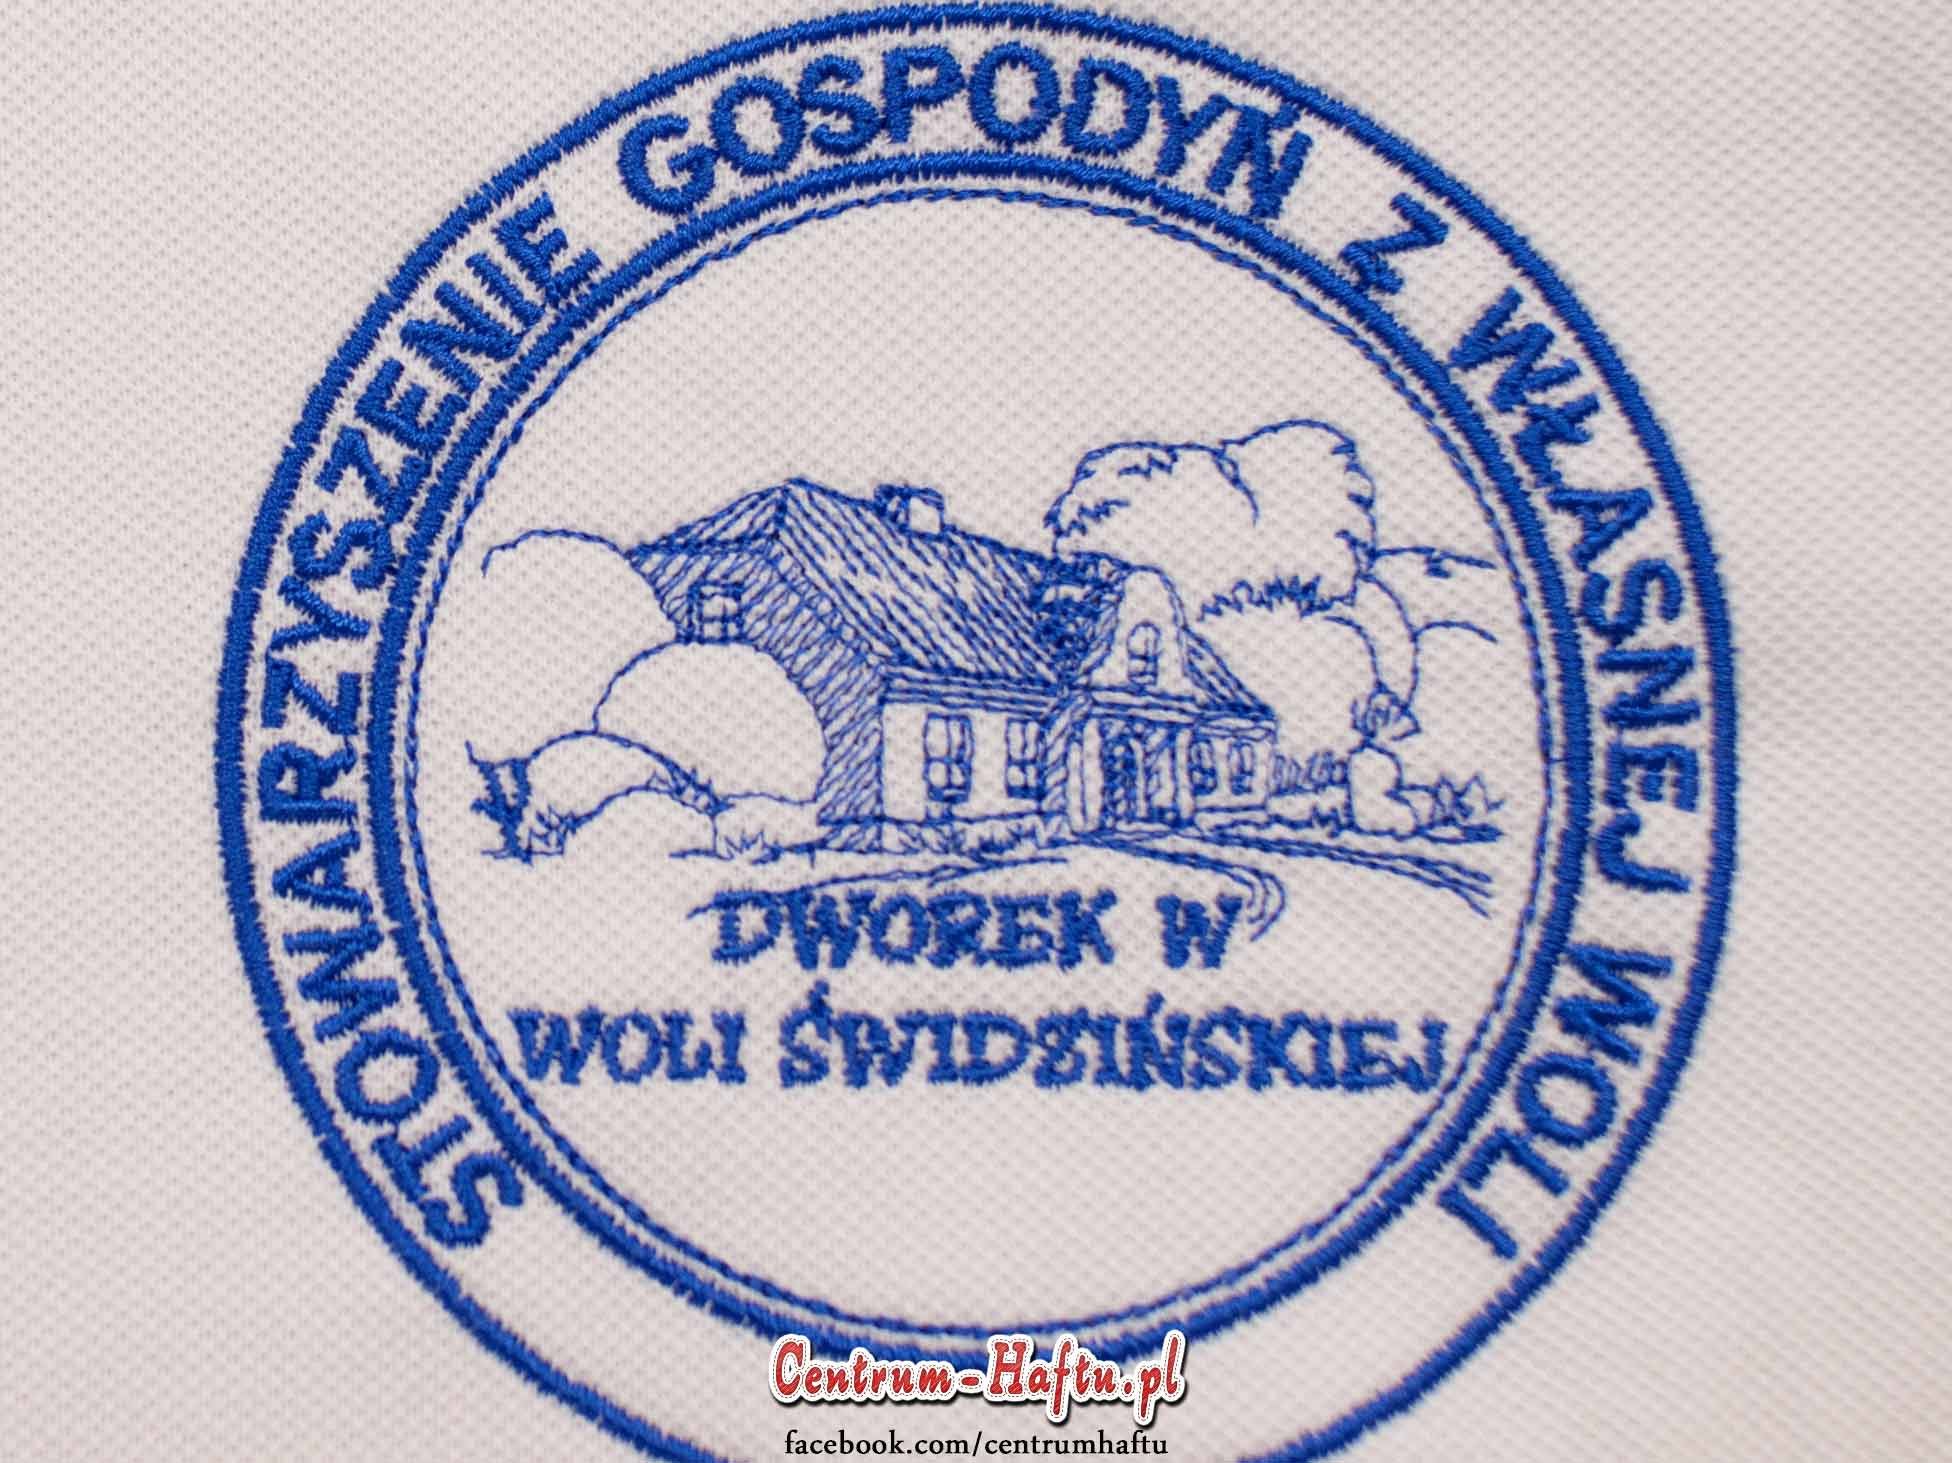 STOWARZYSZENIE GOSPODYŃ Z WŁASNEJ WOLI
DWOREK W
WOLI ŚWIDZIŃSKIEJ
Centrum-Haftu.pl
facebook.com/centrumhaftu